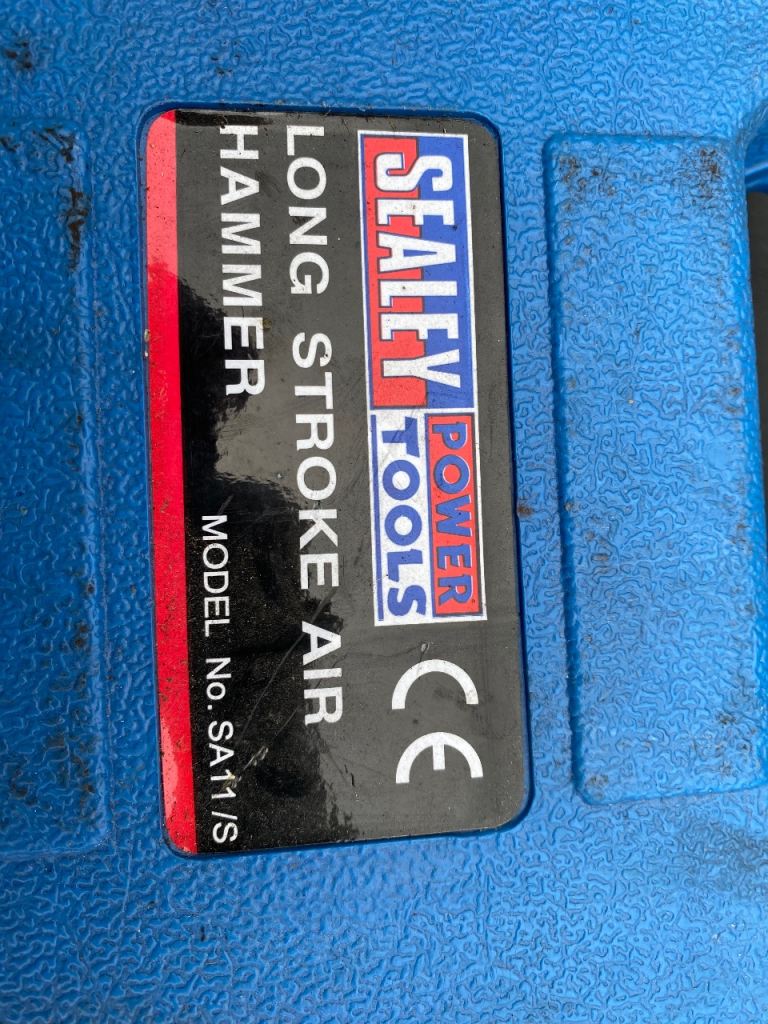 SEALEY POWER
TOOLS
CE
LONG STROKE AIR
HAMMER
MODEL No. SA11/S